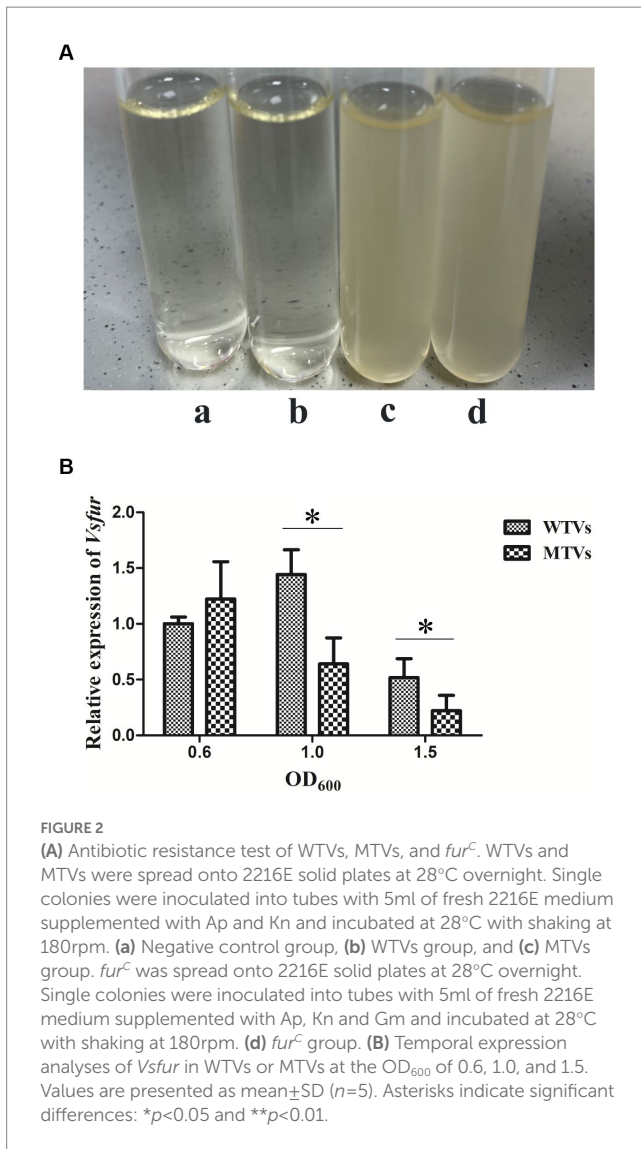 A
a b c d
B
Relative expression of Vsfur
2.0
1.5
1.0
0.5
0.0
*
*
WTVs
MTVs
0.6 1.0 1.5
OD600
FIGURE 2
(A) Antibiotic resistance test of WTVs, MTVs, and furC. WTVs and
MTVs were spread onto 2216E solid plates at 28°C overnight. Single
colonies were inoculated into tubes with 5ml of fresh 2216E medium
supplemented with Ap and Kn and incubated at 28°C with shaking at
180rpm. (a) Negative control group, (b) WTVs group, and (c) MTVs
group. furC was spread onto 2216E solid plates at 28°C overnight.
Single colonies were inoculated into tubes with 5ml of fresh 2216E
medium supplemented with Ap, Kn and Gm and incubated at 28°C
with shaking at 180rpm. (d) furC group. (B) Temporal expression
analyses of Vsfur in WTVs or MTVs at the OD600 of 0.6, 1.0, and 1.5.
Values are presented as mean±SD (n=5). Asterisks indicate significant
differences: *p<0.05 and **p<0.01.